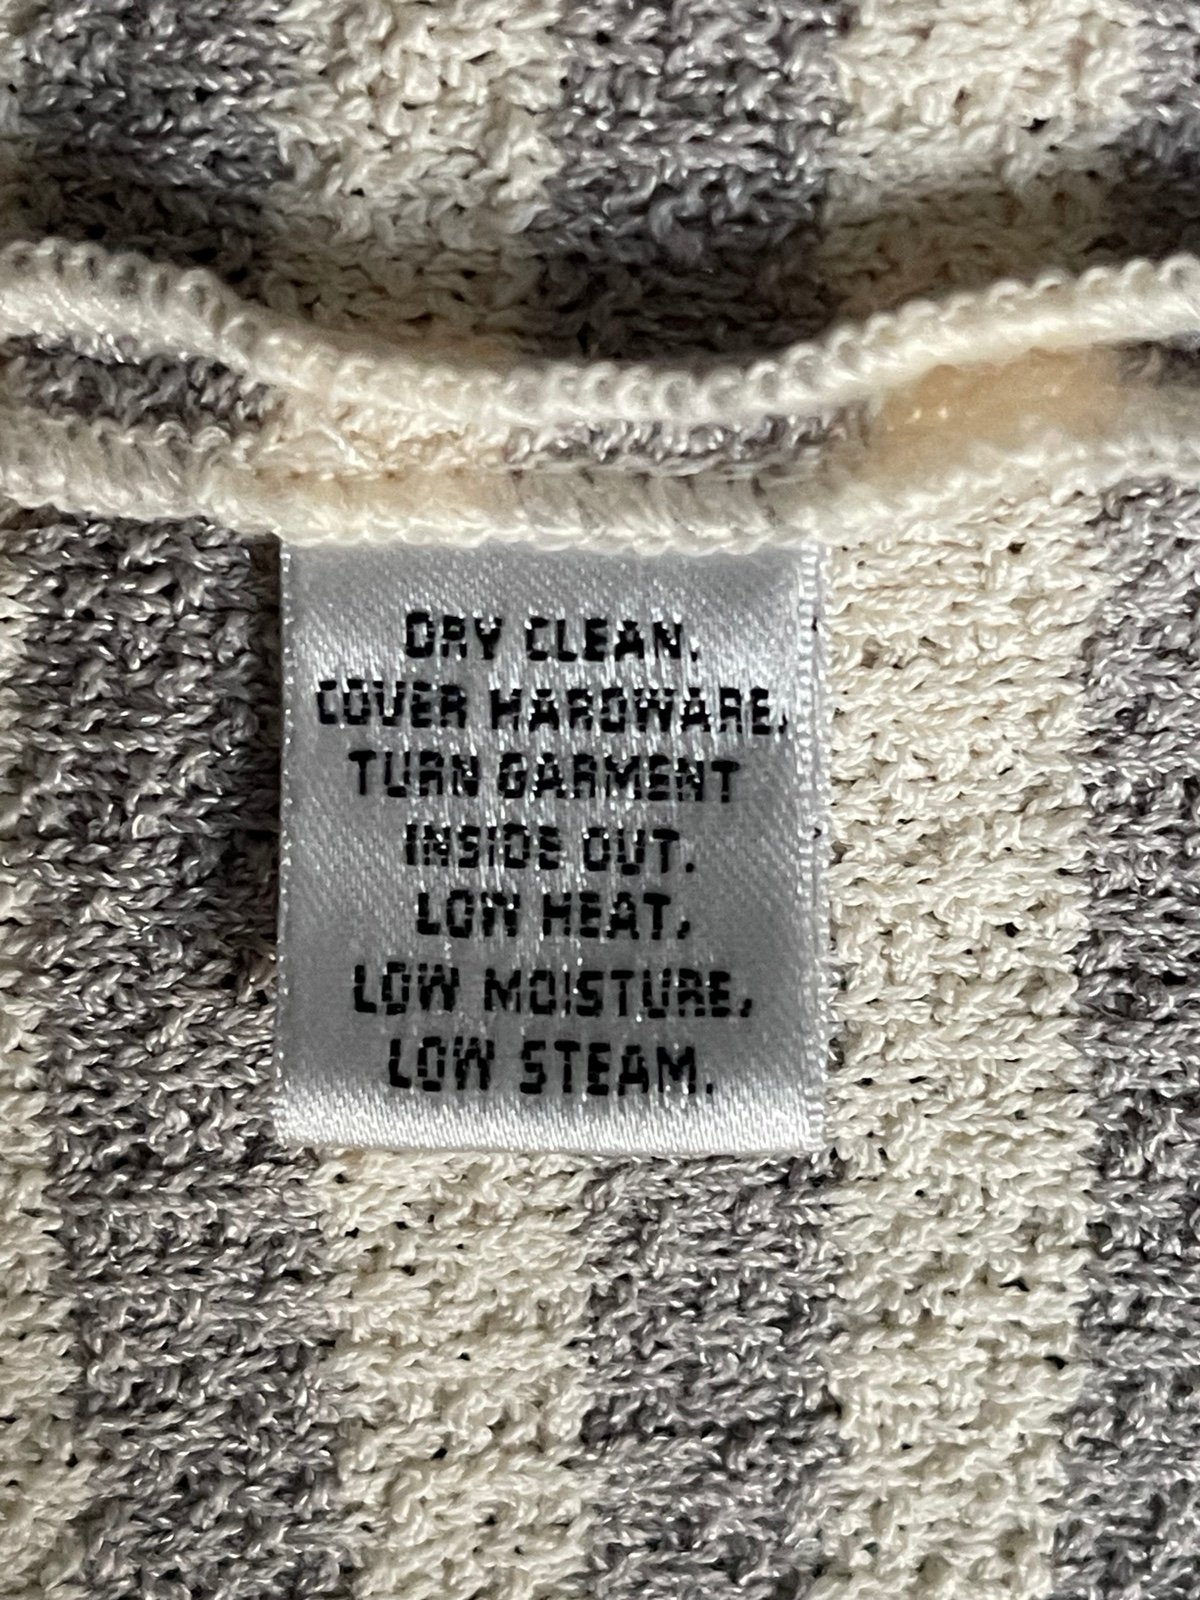 DRY CLEAN.
COVER HARDWARE,
TURN GARMENT
INSIDE OUT.
LOW HEAT,
LOW MOISTURE,
LOW STEAM.